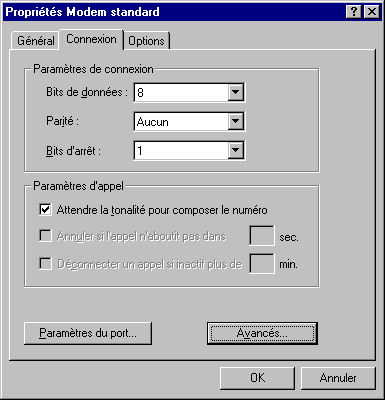 Propriétés Modem standard
Général Connexion Options
Paramètres de connexion
Bits de données : 8
Parité : Aucun
Bits d'arrêt : 1
Paramètres d'appel
Attendre la tonalité pour composer le numéro
Annuler si l'appel n'aboutit pas dans sec.
Déconnecter un appel si inactif plus de min.
Paramètres du port... Avancés...
OK Annuler